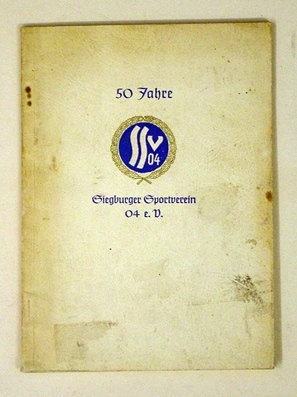 50 Jahre
SSV
04
Siegburger Sportverein
04 e. V.